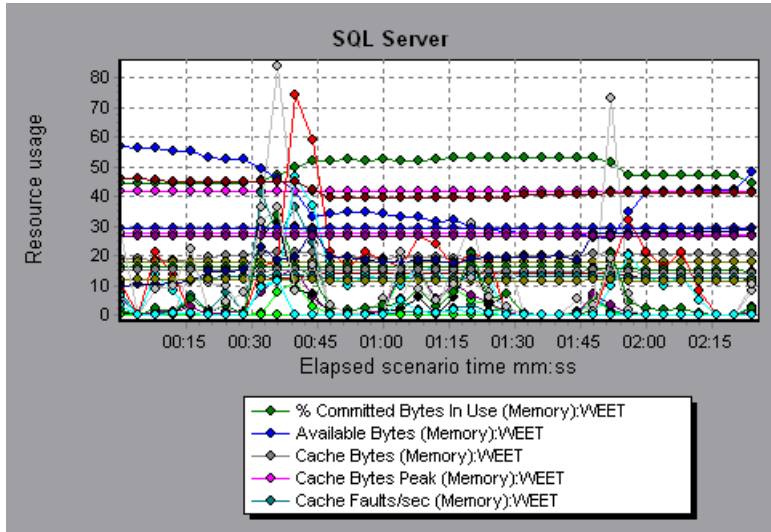 SQL Server
80
70
60
50
40
30
20
10
0
Resource usage
00:15 00:30 00:45 01:00 01:15 01:30 01:45 02:00 02:15
Elapsed scenario time mm:ss
% Committed Bytes In Use (Memory):WEET
Available Bytes (Memory):WEET
Cache Bytes (Memory):WEET
Cache Bytes Peak (Memory):WEET
Cache Faults/sec (Memory):WEET